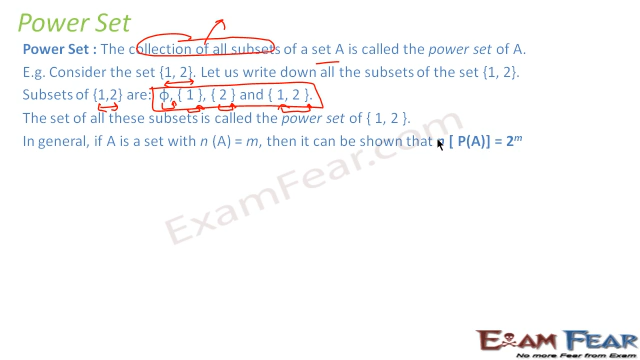 Power Set
Power Set : The collection of all subsets of a set A is called the power set of A.
E.g. Consider the set {1, 2}. Let us write down all the subsets of the set {1, 2}.
Subsets of {1,2} are: ϕ, { 1 }, { 2 } and { 1, 2 }.
The set of all these subsets is called the power set of { 1, 2 }.
In general, if A is a set with n (A) = m, then it can be shown that n [ P(A)] = 2ᵐ
ExamFear.com
EXAM FEAR
No more Fear from Exam